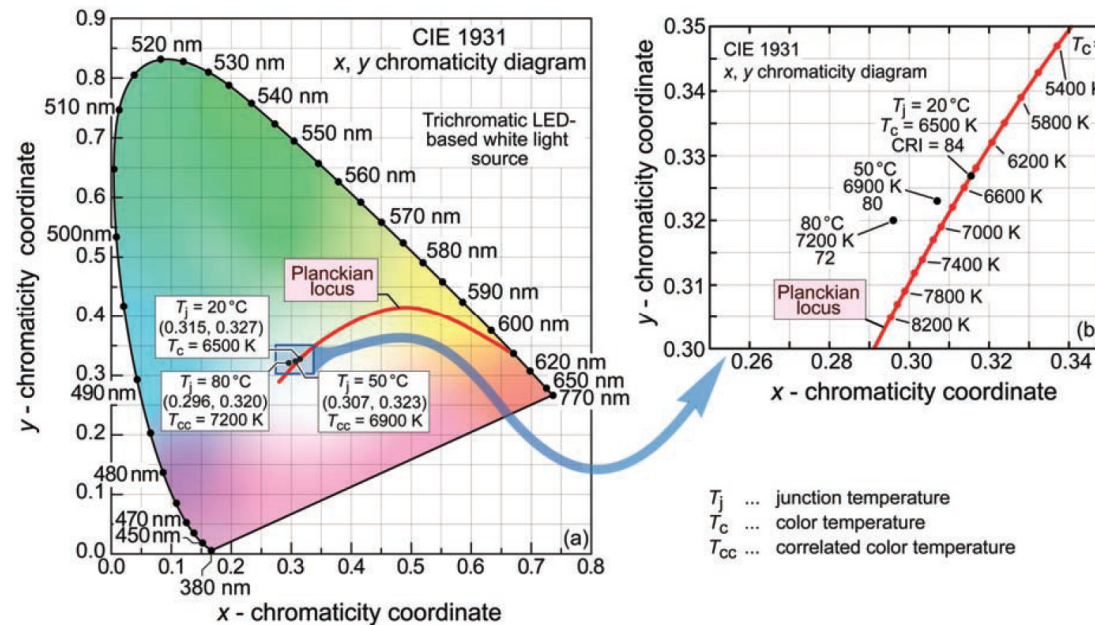 CIE 1931
x, y chromaticity diagram
Trichromatic LED-
based white light
source
520 nm
530 nm
540 nm
510 nm
550 nm
560 nm
570 nm
500nm
580 nm
590 nm
600 nm
Planckian
locus
620 nm
650 nm
770 nm
490nm
480 nm
470nm
450nm
380 nm
Tj = 20 °C
(0.315, 0.327)
Tc = 6500 K
Tj = 80°C
(0.296, 0.320)
Tcc = 7200 K
Tj = 50°C
(0.307, 0.323)
Tcc = 6900 K
0.9
0.8
0.7
0.6
0.5
0.4
0.3
0.2
0.1
0.0
y - chromaticity coordinate
0.0 0.1 0.2 0.3 0.4 0.5 0.6 0.7 0.8
x - chromaticity coordinate
(a)
CIE 1931
x, y chromaticity diagram
Tc=
5400 K
5800 K
6200 K
6600 K
7000 K
7400 K
7800 K
8200 K
Tj = 20 °C
Tc = 6500 K
CRI = 84
50 °C
6900 K
80
80 °C
7200 K
72
Planckian
locus
(b
0.35
0.34
0.33
0.32
0.31
0.30
y - chromaticity coordinate
0.26 0.28 0.30 0.32 0.34
x - chromaticity coordinate
Tj ... junction temperature
Tc ... color temperature
Tcc ... correlated color temperature